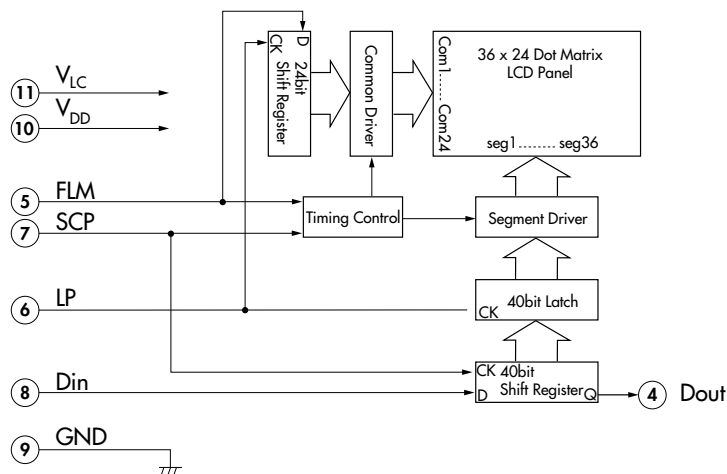 D
CK
24bit
Shift Register
Common Driver
Com1...... Com24
36 x 24 Dot Matrix
LCD Panel
seg1........ seg36
11 VLC
10 VDD
5 FLM
7 SCP
Timing Control
Segment Driver
6 LP
40bit Latch
CK
CK 40bit
Shift Register
D
Q
8 Din
4 Dout
9 GND